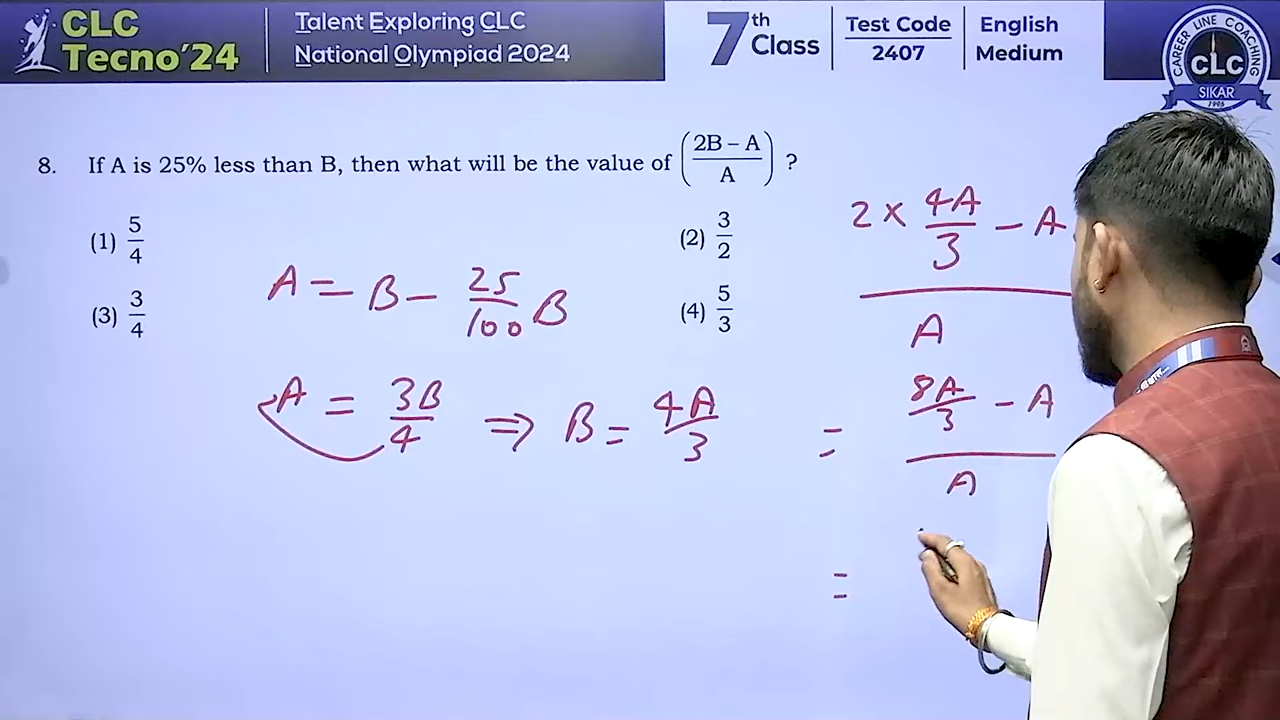 CLC
Tecno'24
Talent Exploring CLC
National Olympiad 2024
7th
Class
Test Code
2407
English
Medium
CAREER LINE COACHING
CLC
SIKAR
1996
8. If A is 25% less than B, then what will be the value of (2B – A / A) ?
(1) 5/4
(2) 3/2
(3) 3/4
(4) 5/3
A = B − 25/100 B
A = 3B/4 ⇒ B = 4A/3
2 × 4A/3 − A
A
= 8A/3 − A
A
=